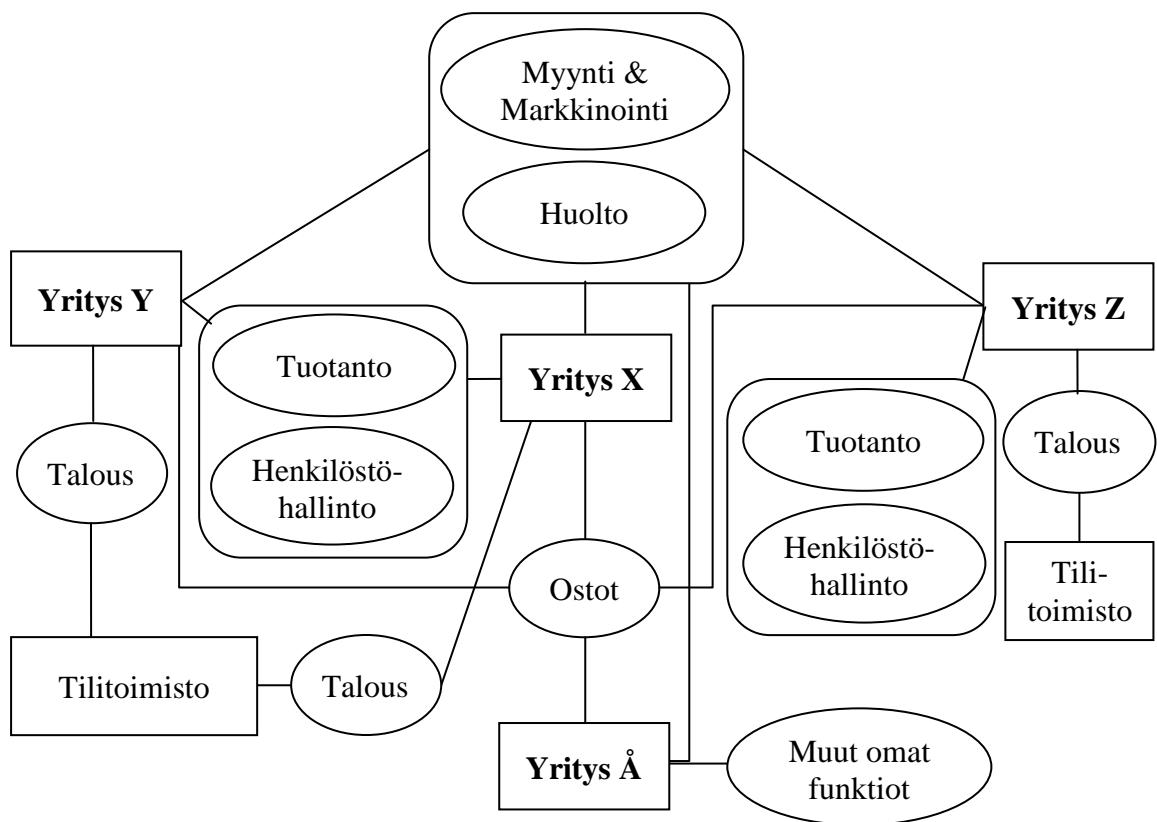 Myynti &
Markkinointi
Huolto
Yritys Y
Yritys Z
Tuotanto
Yritys X
Henkilöstö-
hallinto
Talous
Tuotanto
Talous
Henkilöstö-
hallinto
Tili-
toimisto
Ostot
Tilitoimisto
Talous
Yritys Å
Muut omat
funktiot